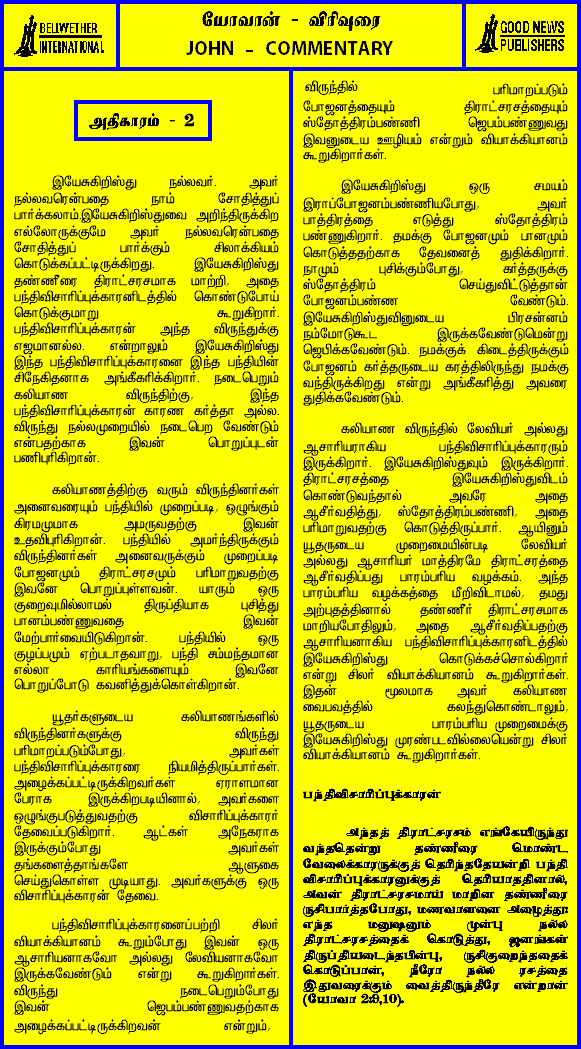 BELWETHER
INTERNATIONAL
யோவான் - விரிவுரை
JOHN - COMMENTARY
GOOD NEWS
PUBLISHERS
அதிகாரம் - 2
இயேசுகிறிஸ்து நல்லவர். அவர்
நல்லவரென்பதை நாம் சோதித்துப்
பார்க்கலாம்.இயேசுகிறிஸ்துவை அறிந்திருக்கிற
எல்லோருக்குமே அவர் நல்லவரென்பதை
சோதித்துப் பார்க்கும் சிலாக்கியம்
கொடுக்கப்பட்டிருக்கிறது. இயேசுகிறிஸ்து
தண்ணீரை திராட்சரசமாக மாற்றி, அதை
பந்திவிசாரிப்புக்காரனிடத்தில் கொண்டுபோய்
கொடுக்குமாறு கூறுகிறார்.
பந்திவிசாரிப்புக்காரன் அந்த விருந்துக்கு
எஜமானல்ல. என்றாலும் இயேசுகிறிஸ்து
இந்த பந்திவிசாரிப்புக்காரனை இந்த பந்தியின்
சிநேகிதனாக அங்கீகரிக்கிறார். நடைபெறும்
கலியாண விருந்திற்கு, இந்த
பந்திவிசாரிப்புக்காரன் காரண கர்த்தா அல்ல.
விருந்து நல்லமுறையில் நடைபெற வேண்டும்
என்பதற்காக இவன் பொறுப்புடன்
பணிபுரிகிறான்.
கலியாணத்திற்கு வரும் விருந்தினர்கள்
அனைவரையும் பந்தியில் முறைப்படி, ஒழுங்கும்
கிரமமுமாக அமருவதற்கு இவன்
உதவிபுரிகிறான். பந்தியில் அமர்ந்திருக்கும்
விருந்தினர்கள் அனைவருக்கும் முறைப்படி
போஜனமும் திராட்சரசமும் பரிமாறுவதற்கு
இவனே பொறுப்புள்ளவன். யாரும் ஒரு
குறைவுமில்லாமல் திருப்தியாக புசித்து
பானம்பண்ணுவதை இவன்
மேற்பார்வையிடுகிறான். பந்தியில் ஒரு
குழப்பமும் ஏற்படாதவாறு, பந்தி சம்மந்தமான
எல்லா காரியங்களையும் இவனே
பொறுப்போடு கவனித்துக்கொள்கிறான்.
யூதர்களுடைய கலியாணங்களில்
விருந்தினர்களுக்கு விருந்து
பரிமாறப்படும்போது, அவர்கள்
பந்திவிசாரிப்புக்காரரை நியமித்திருப்பார்கள்.
அழைக்கப்பட்டிருக்கிறவர்கள் ஏராளமான
பேராக இருக்கிறபடியினால், அவர்களை
ஒழுங்குபடுத்துவதற்கு விசாரிப்புக்காரர்
தேவைப்படுகிறார். ஆட்கள் அநேகராக
இருக்கும்போது அவர்கள்
தங்களைத்தாங்களே ஆளுகை
செய்துகொள்ள முடியாது. அவர்களுக்கு ஒரு
விசாரிப்புக்காரன் தேவை.
பந்திவிசாரிப்புக்காரனைப்பற்றி சிலர்
வியாக்கியானம் கூறும்போது இவன் ஒரு
ஆசாரியனாகவோ அல்லது லேவியனாகவோ
இருக்கவேண்டும் என்று கூறுகிறார்கள்.
விருந்து நடைபெறும்போது
இவன் ஜெபம்பண்ணுவதற்காக
அழைக்கப்பட்டிருக்கிறவன் என்றும்,
விருந்தில் பரிமாறப்படும்
போஜனத்தையும் திராட்சரசத்தையும்
ஸ்தோத்திரம்பண்ணி ஜெபம்பண்ணுவது
இவனுடைய ஊழியம் என்றும் வியாக்கியானம்
கூறுகிறார்கள்.
இயேசுகிறிஸ்து ஒரு சமயம்
இராப்போஜனம்பண்ணியபோது, அவர்
பாத்திரத்தை எடுத்து ஸ்தோத்திரம்
பண்ணுகிறார். தமக்கு போஜனமும் பானமும்
கொடுத்ததற்காக தேவனைத் துதிக்கிறார்.
நாமும் புசிக்கும்போது, கர்த்தருக்கு
ஸ்தோத்திரம் செய்துவிட்டுத்தான்
போஜனம்பண்ண வேண்டும்.
இயேசுகிறிஸ்துவினுடைய பிரசன்னம்
நம்மோடுகூட இருக்கவேண்டுமென்று
ஜெபிக்கவேண்டும். நமக்குக் கிடைத்திருக்கும்
போஜனம் கர்த்தருடைய கரத்திலிருந்து நமக்கு
வந்திருக்கிறது என்று அங்கீகரித்து அவரை
துதிக்கவேண்டும்.
கலியாண விருந்தில் லேவியர் அல்லது
ஆசாரியராகிய பந்திவிசாரிப்புக்காரரும்
இருக்கிறார். இயேசுகிறிஸ்துவும் இருக்கிறார்.
திராட்சரசத்தை இயேசுகிறிஸ்துவிடம்
கொண்டுவந்தால் அவரே அதை
ஆசீர்வதித்து, ஸ்தோத்திரம்பண்ணி, அதை
பரிமாறுவதற்கு கொடுத்திருப்பார். ஆயினும்
யூதருடைய முறைமையின்படி லேவியர்
அல்லது ஆசாரியர் மாத்திரமே திராட்சரத்தை
ஆசீர்வதிப்பது பாரம்பரிய வழக்கம். அந்த
பாரம்பரிய வழக்கத்தை மீறிவிடாமல், தமது
அற்புதத்தினால் தண்ணீர் திராட்சரசமாக
மாறியபோதிலும், அதை ஆசீர்வதிப்பதற்கு
ஆசாரியனாகிய பந்திவிசாரிப்புக்காரனிடத்தில்
இயேசுகிறிஸ்து கொடுக்கச்சொல்கிறார்
என்று சிலர் வியாக்கியானம் கூறுகிறார்கள்.
இதன் மூலமாக அவர் கலியாண
வைபவத்தில் கலந்துகொண்டாலும்,
யூதருடைய பாரம்பரிய முறைமைக்கு
இயேசுகிறிஸ்து முரண்படவில்லையென்று சிலர்
வியாக்கியானம் கூறுகிறார்கள்.
பந்திவிசாரிப்புக்காரன்
அந்தத் திராட்சரசம் எங்கேயிருந்து
வந்ததென்று தண்ணீரை மொண்ட
வேலைக்காரருக்குத் தெரிந்ததேயன்றி பந்தி
விசாரிப்புக்காரனுக்குத் தெரியாததினால்,
அவன் திராட்சரசமாய் மாறின தண்ணீரை
ருசிபார்த்தபோது, மணவாளனை அழைத்து:
எந்த மனுஷனும் முன்பு நல்ல
திராட்சரசத்தைக் கொடுத்து, ஜனங்கள்
திருப்தியடைந்தபின்பு, ருசிகுறைந்ததைக்
கொடுப்பான், நீரோ நல்ல ரசத்தை
இதுவரைக்கும் வைத்திருந்தீரே என்றான்
(யோவா 2:9,10).